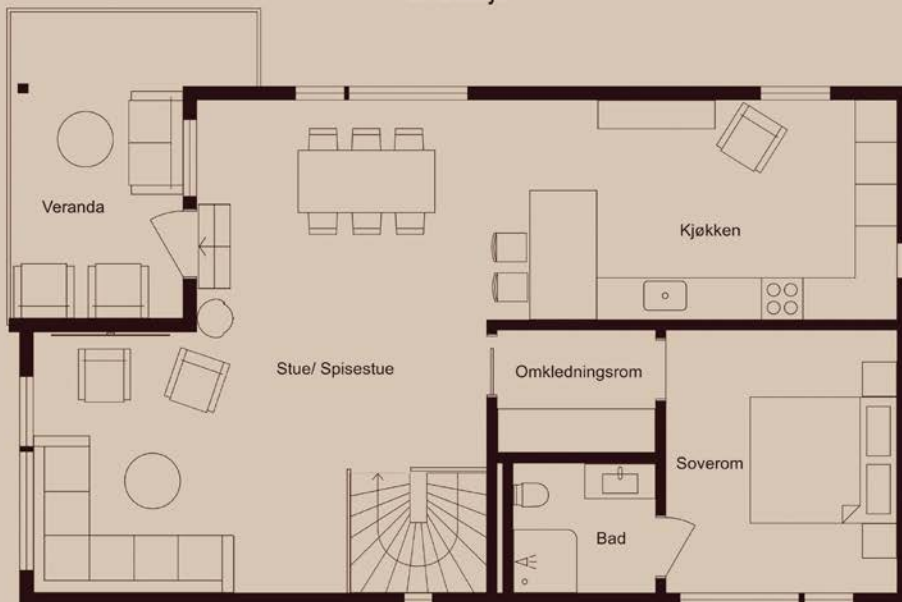 Veranda
Kjøkken
Stue/ Spisestue
Omkledningsrom
Soverom
Bad